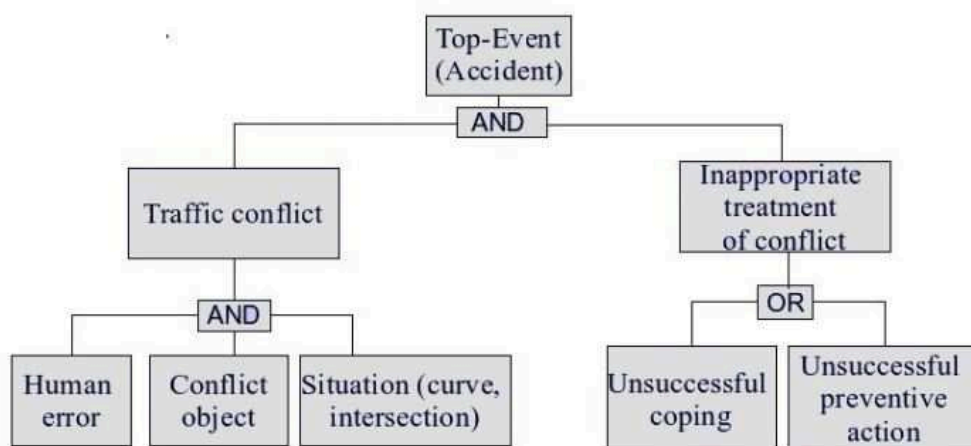 Top-Event
(Accident)
AND
Traffic conflict
Inappropriate
treatment
of conflict
AND
OR
Human
error
Conflict
object
Situation (curve,
intersection)
Unsuccessful
coping
Unsuccessful
preventive
action